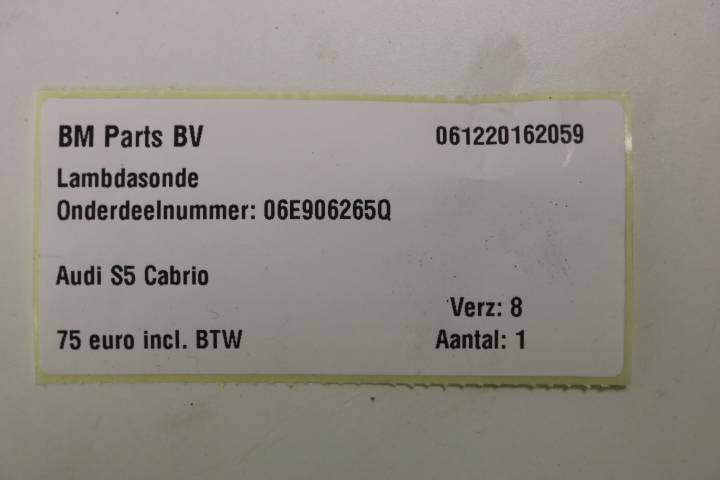 BM Parts BV 061220162059
Lambdasonde
Onderdeelnummer: 06E906265Q
Audi S5 Cabrio
Verz: 8
75 euro incl. BTW Aantal: 1